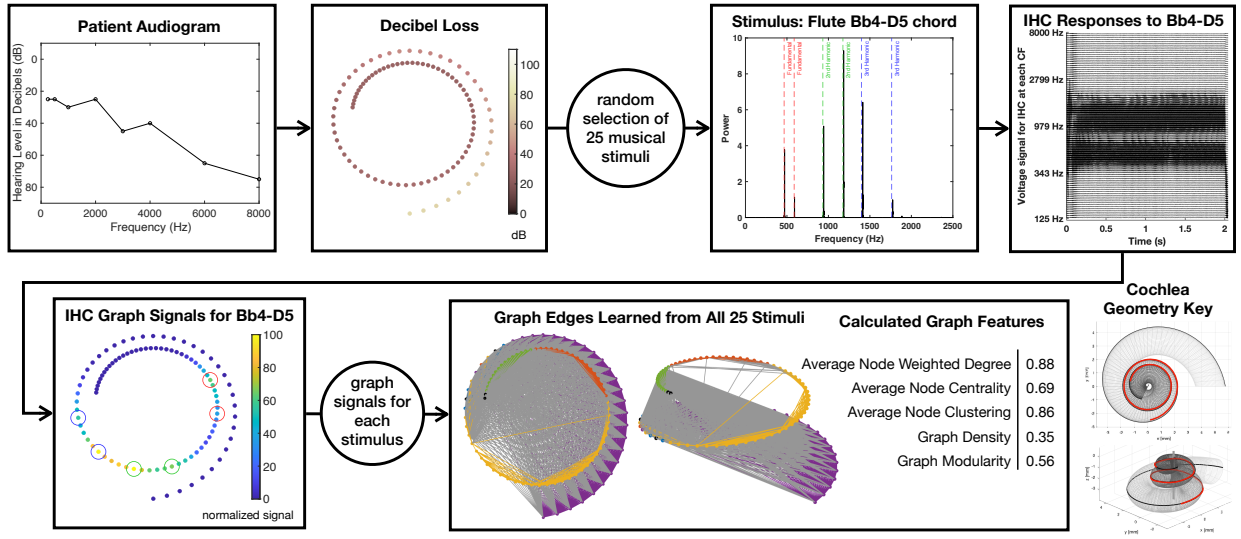 Patient Audiogram
Hearing Level in Decibels (dB)
0
20
40
60
80
0
2000
4000
6000
8000
Frequency (Hz)
Decibel Loss
100
80
60
40
20
0
dB
random
selection of
25 musical
stimuli
Stimulus: Flute Bb4-D5 chord
Power
10
8
6
4
2
0
Fundamental
Fundamental
2nd Harmonic
2nd Harmonic
3rd Harmonic
3rd Harmonic
0
500
1000
1500
2000
2500
Frequency (Hz)
IHC Responses to Bb4-D5
Voltage signal for IHC at each CF
8000 Hz
2799 Hz
979 Hz
343 Hz
125 Hz
0
0.5
1
1.5
2
Time (s)
IHC Graph Signals for Bb4-D5
100
80
60
40
20
0
normalized signal
graph
signals for
each
stimulus
Graph Edges Learned from All 25 Stimuli
Calculated Graph Features
Average Node Weighted Degree 0.88
Average Node Centrality 0.69
Average Node Clustering 0.86
Graph Density 0.35
Graph Modularity 0.56
Cochlea
Geometry Key
y [mm]
x [mm]
z [mm]
y [mm]
x [mm]